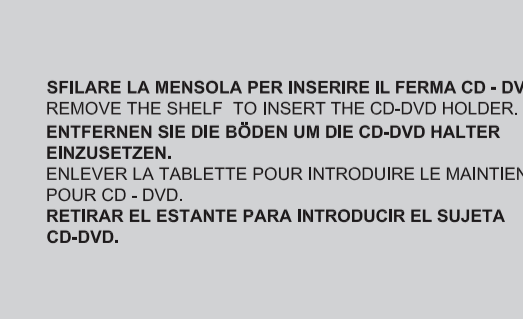 SFILARE LA MENSOLA PER INSERIRE IL FERMA CD - DV
REMOVE THE SHELF TO INSERT THE CD-DVD HOLDER.
ENTFERNEN SIE DIE BÖDEN UM DIE CD-DVD HALTER
EINZUSETZEN.
ENLEVER LA TABLETTE POUR INTRODUIRE LE MAINTIEN
POUR CD - DVD.
RETIRAR EL ESTANTE PARA INTRODUCIR EL SUJETA
CD-DVD.